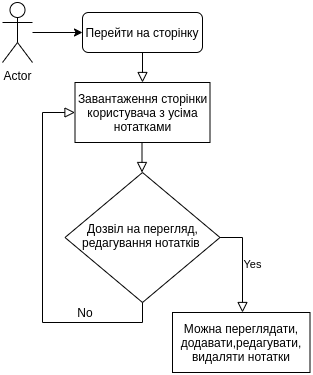 Перейти на сторінку
Actor
Завантаження сторінки
користувача з усіма
нотатками
Дозвіл на перегляд,
редагування нотатків
Yes
No
Можна переглядати,
додавати,редагувати,
видаляти нотатки